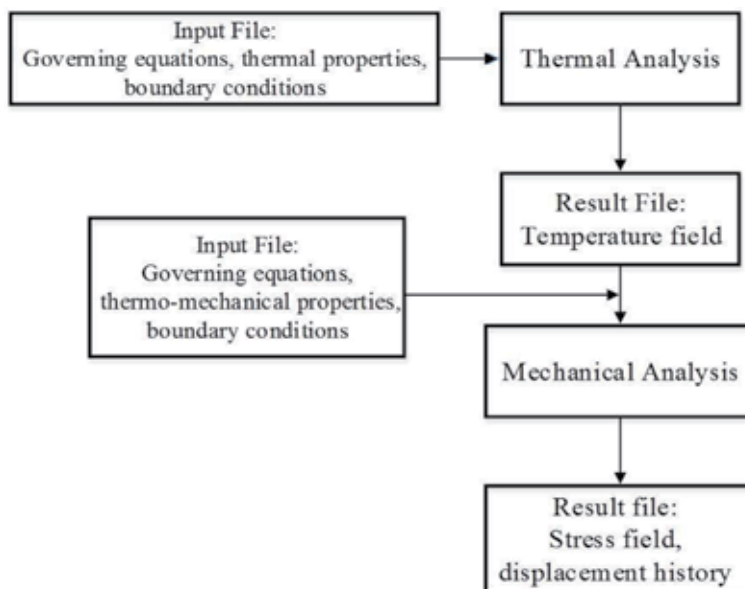 Input File:
Governing equations, thermal properties,
boundary conditions
Thermal Analysis
Result File:
Temperature field
Input File:
Governing equations,
thermo-mechanical properties,
boundary conditions
Mechanical Analysis
Result file:
Stress field,
displacement history